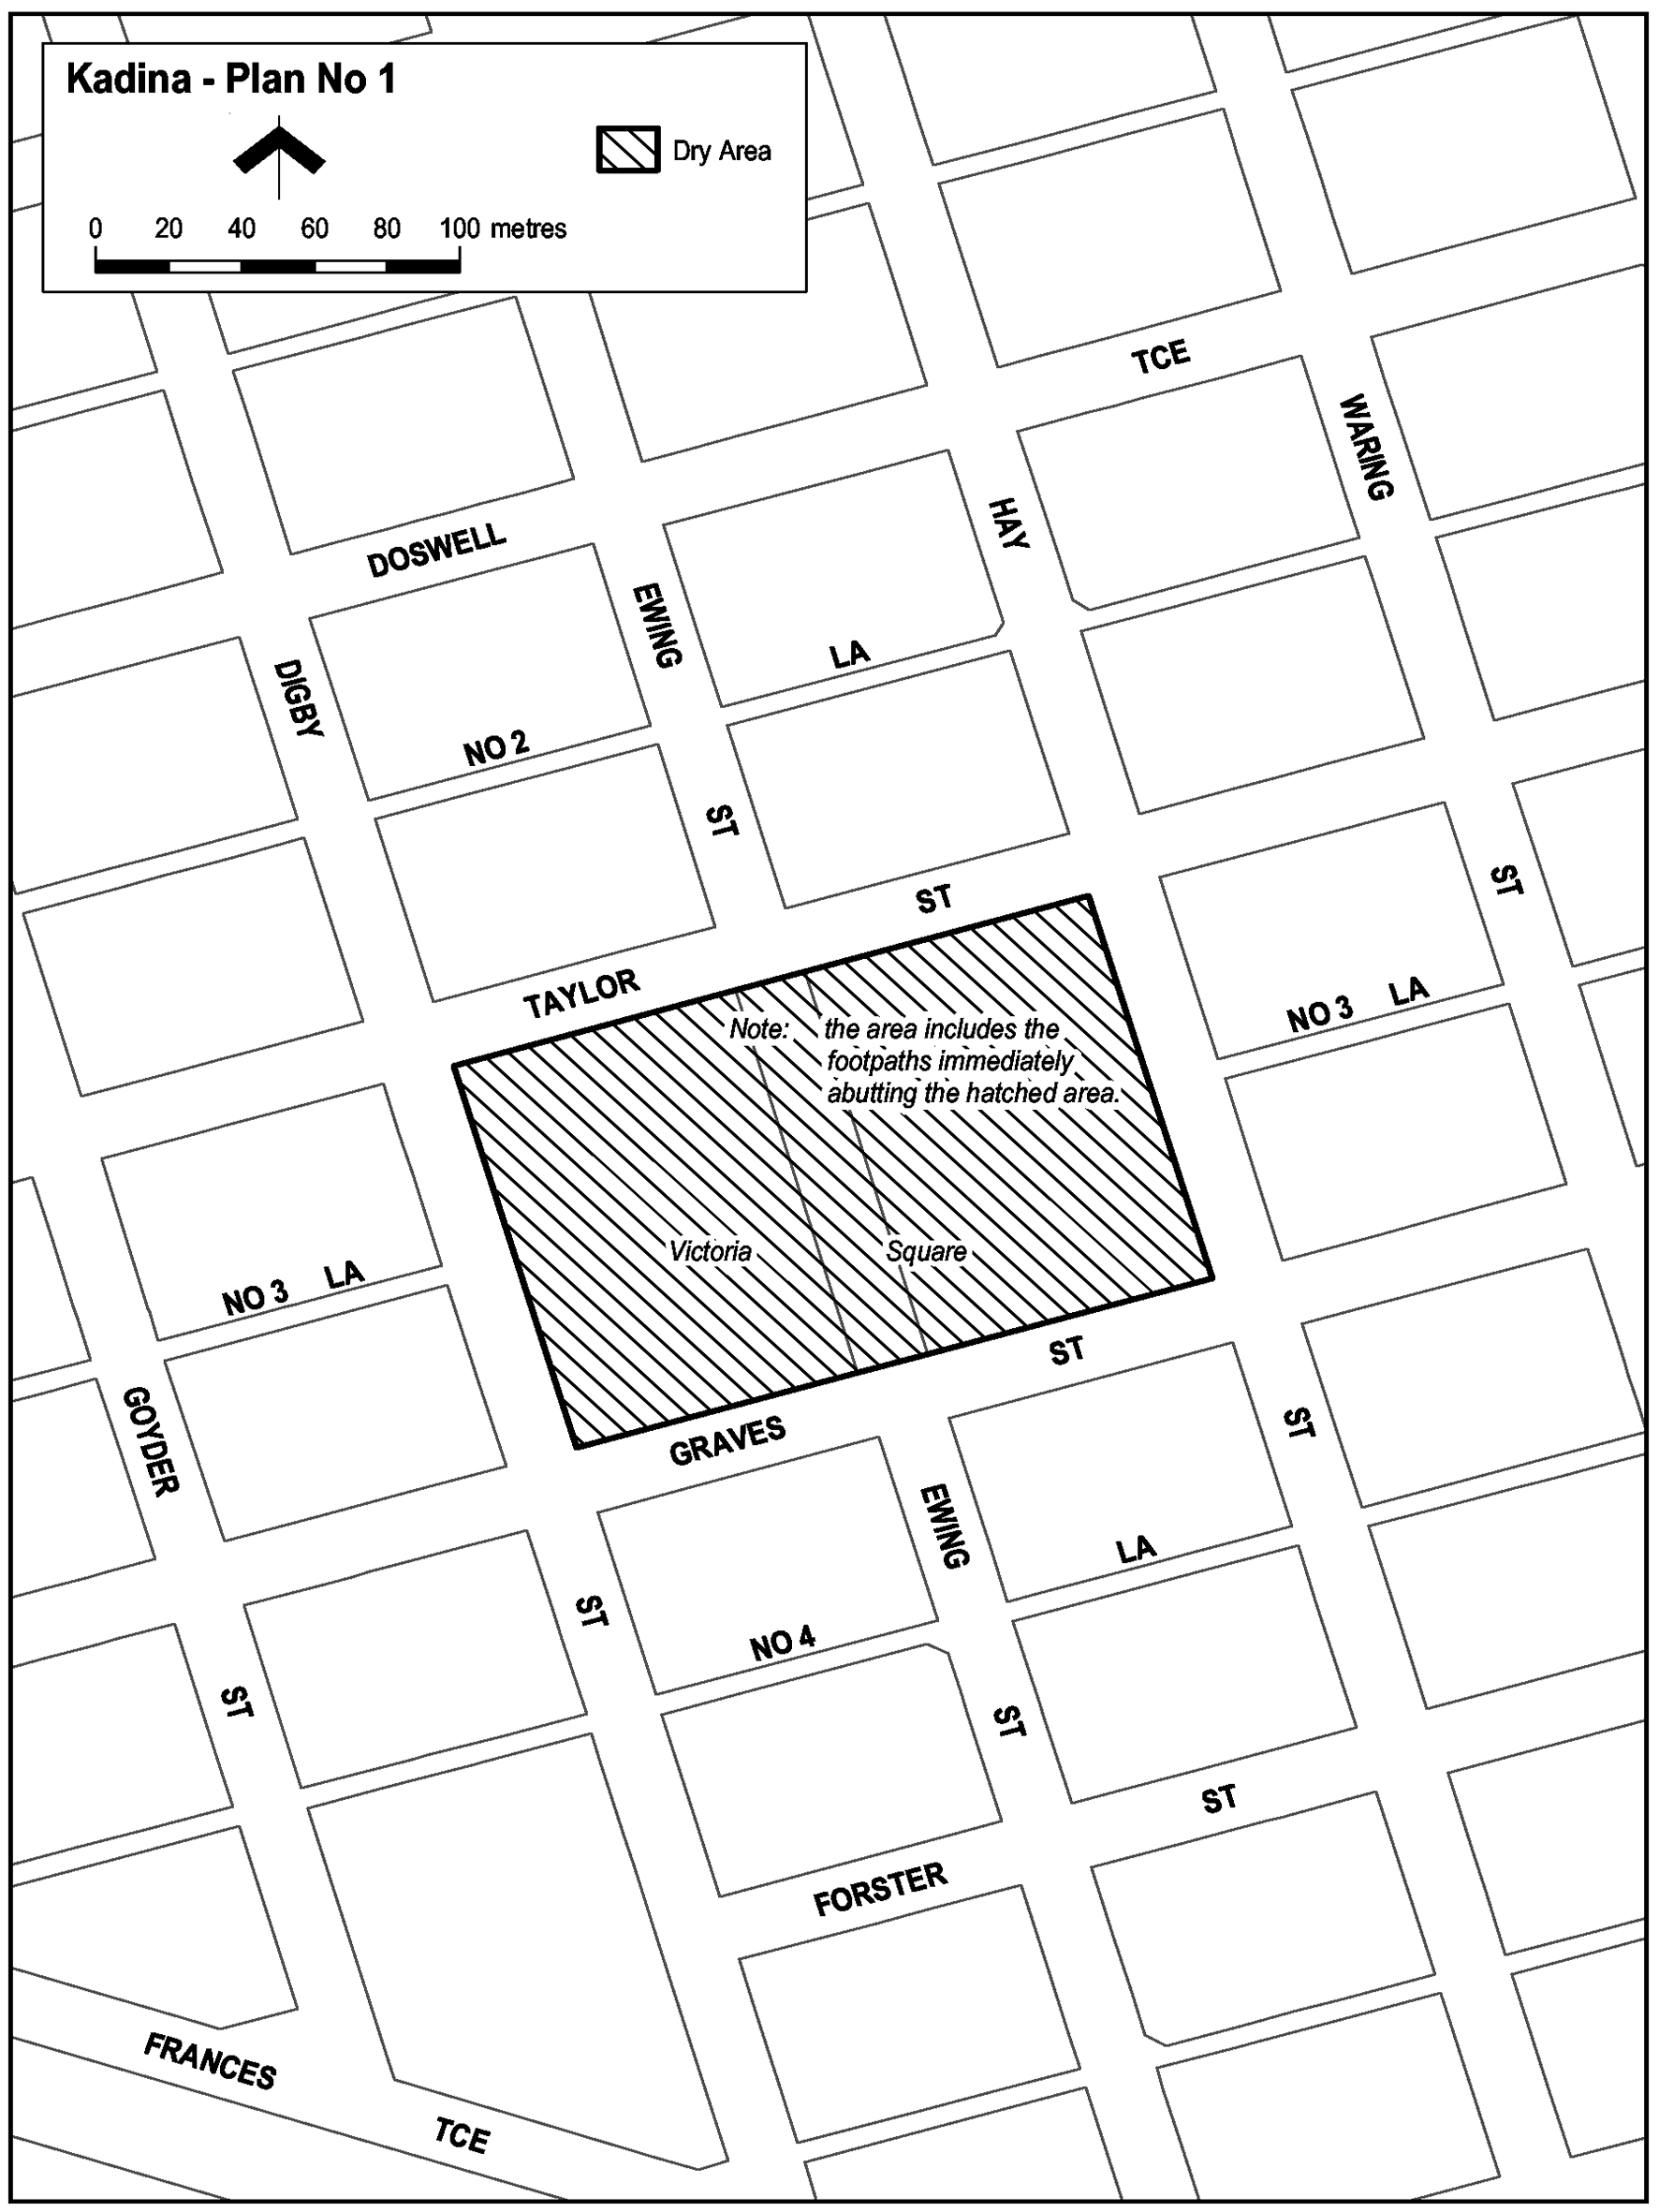 Kadina - Plan No 1
Dry Area
0 20 40 60 80 100 metres
TCE
WARING
HAY
DOSWELL
EWING
LA
DIGBY
NO 2
ST
ST
ST
TAYLOR
NO 3 LA
Note: the area includes the
footpaths immediately
abutting the hatched area.
Victoria Square
NO 3 LA
ST
GOYDER
GRAVES
ST
EWING
LA
ST
NO 4
ST
ST
ST
FORSTER
FRANCES
TCE